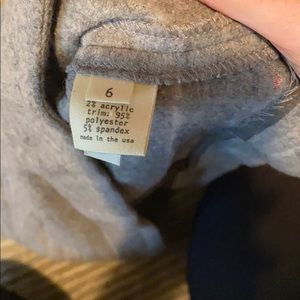 6
2% acrylic
trim: 95%
polyester
5% spandex
made in the usa